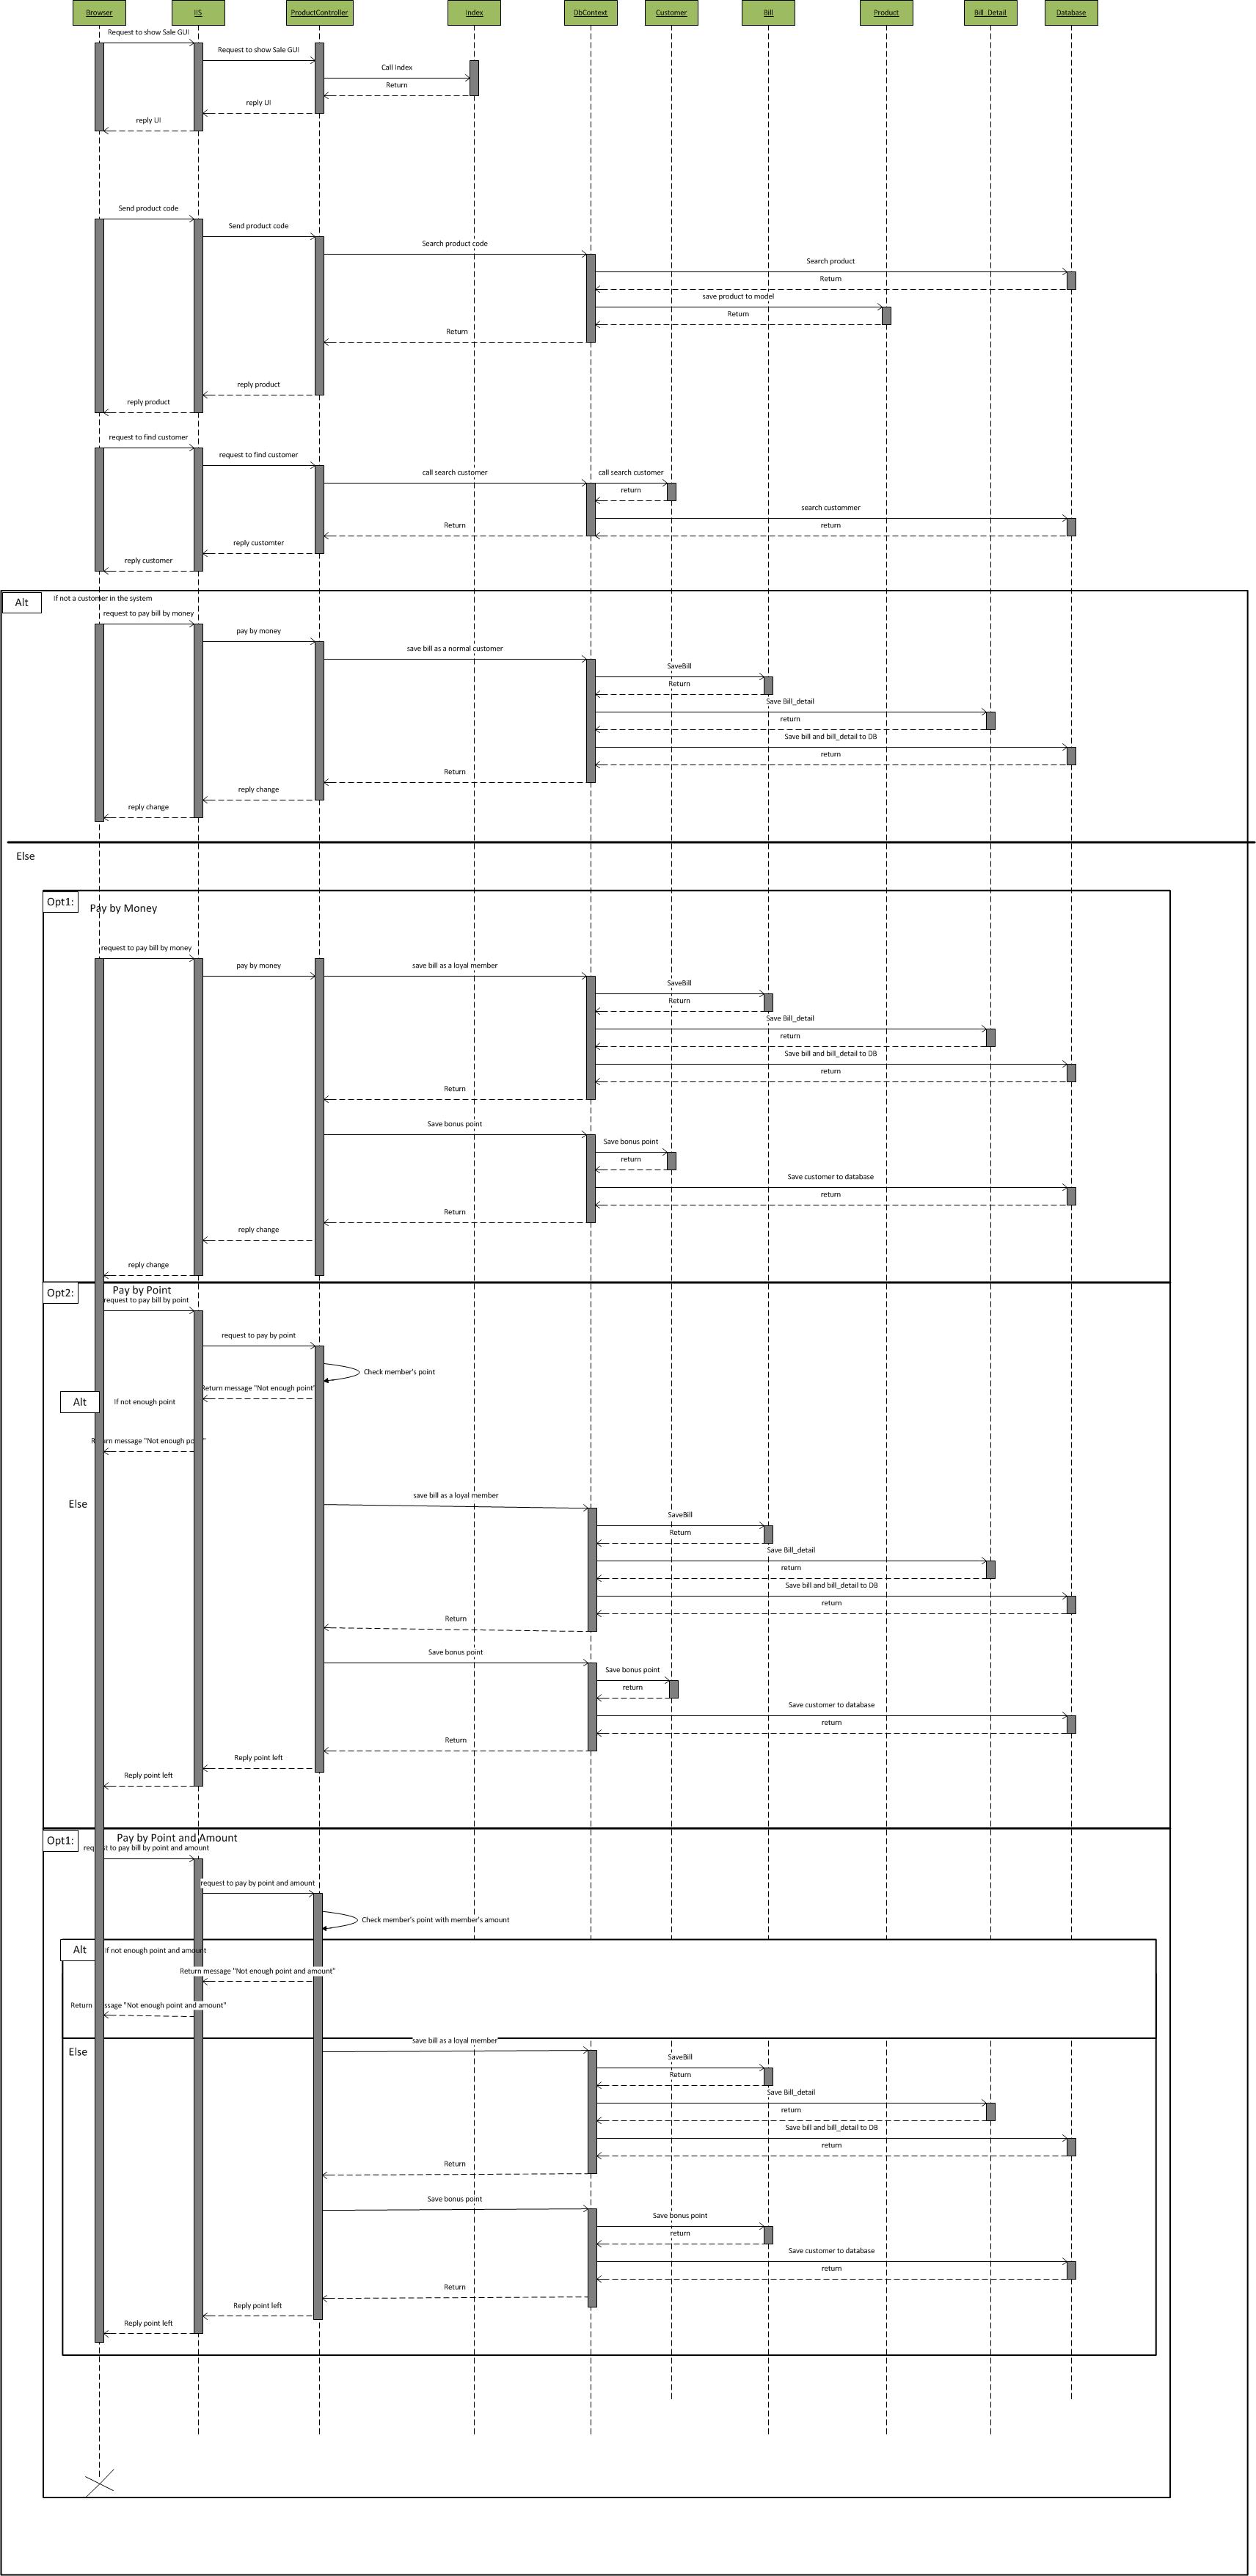 Browser
IIS
ProductController
Index
DbContext
Customer
Bill
Product
Bill_Detail
Database
Request to show Sale GUI
Request to show Sale GUI
Call Index
Return
reply UI
reply UI
Send product code
Send product code
Search product code
Search product
Return
save product to model
Return
Return
reply product
reply product
request to find customer
request to find customer
call search customer
call search customer
return
search custommer
Return
return
reply customter
reply customer
Alt
If not a customer in the system
request to pay bill by money
pay by money
save bill as a normal customer
SaveBill
Return
Save Bill_detail
return
Save bill and bill_detail to DB
return
Return
reply change
reply change
Else
Opt1:
Pay by Money
request to pay bill by money
pay by money
save bill as a loyal member
SaveBill
Return
Save Bill_detail
return
Save bill and bill_detail to DB
return
Return
Save bonus point
Save bonus point
return
Save customer to database
return
Return
reply change
reply change
Opt2:
Pay by Point
request to pay bill by point
request to pay by point
Check member's point
Return message "Not enough point"
Alt
If not enough point
Return message "Not enough point"
Else
save bill as a loyal member
SaveBill
Return
Save Bill_detail
return
Save bill and bill_detail to DB
return
Return
Save bonus point
Save bonus point
return
Save customer to database
return
Return
Reply point left
Reply point left
Opt1:
Pay by Point and Amount
request to pay bill by point and amount
request to pay by point and amount
Check member's point with member's amount
Alt
If not enough point and amount
Return message "Not enough point and amount"
Return message "Not enough point and amount"
save bill as a loyal member
Else
SaveBill
Return
Save Bill_detail
return
Save bill and bill_detail to DB
return
Return
Save bonus point
Save bonus point
return
Save customer to database
return
Return
Reply point left
Reply point left